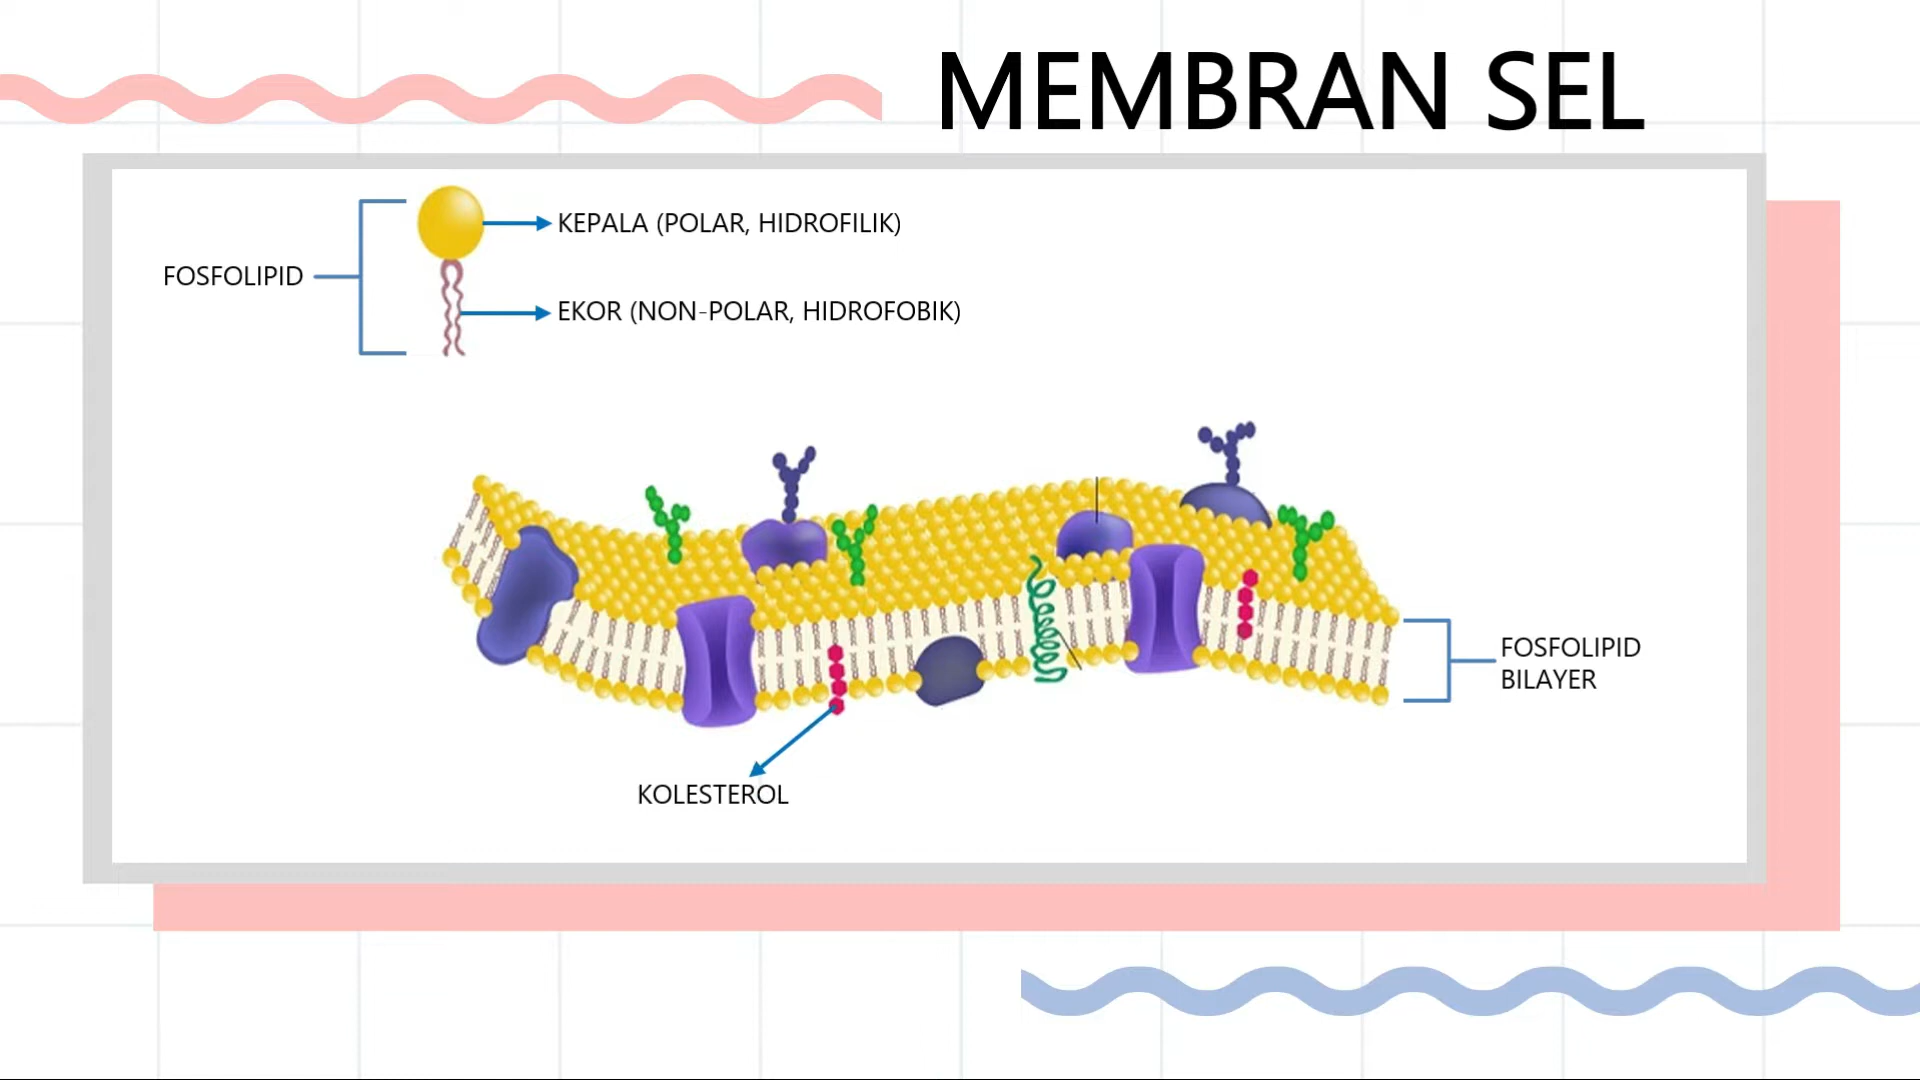 MEMBRAN SEL
KEPALA (POLAR, HIDROFILIK)
FOSFOLIPID
EKOR (NON-POLAR, HIDROFOBIK)
FOSFOLIPID
BILAYER
KOLESTEROL